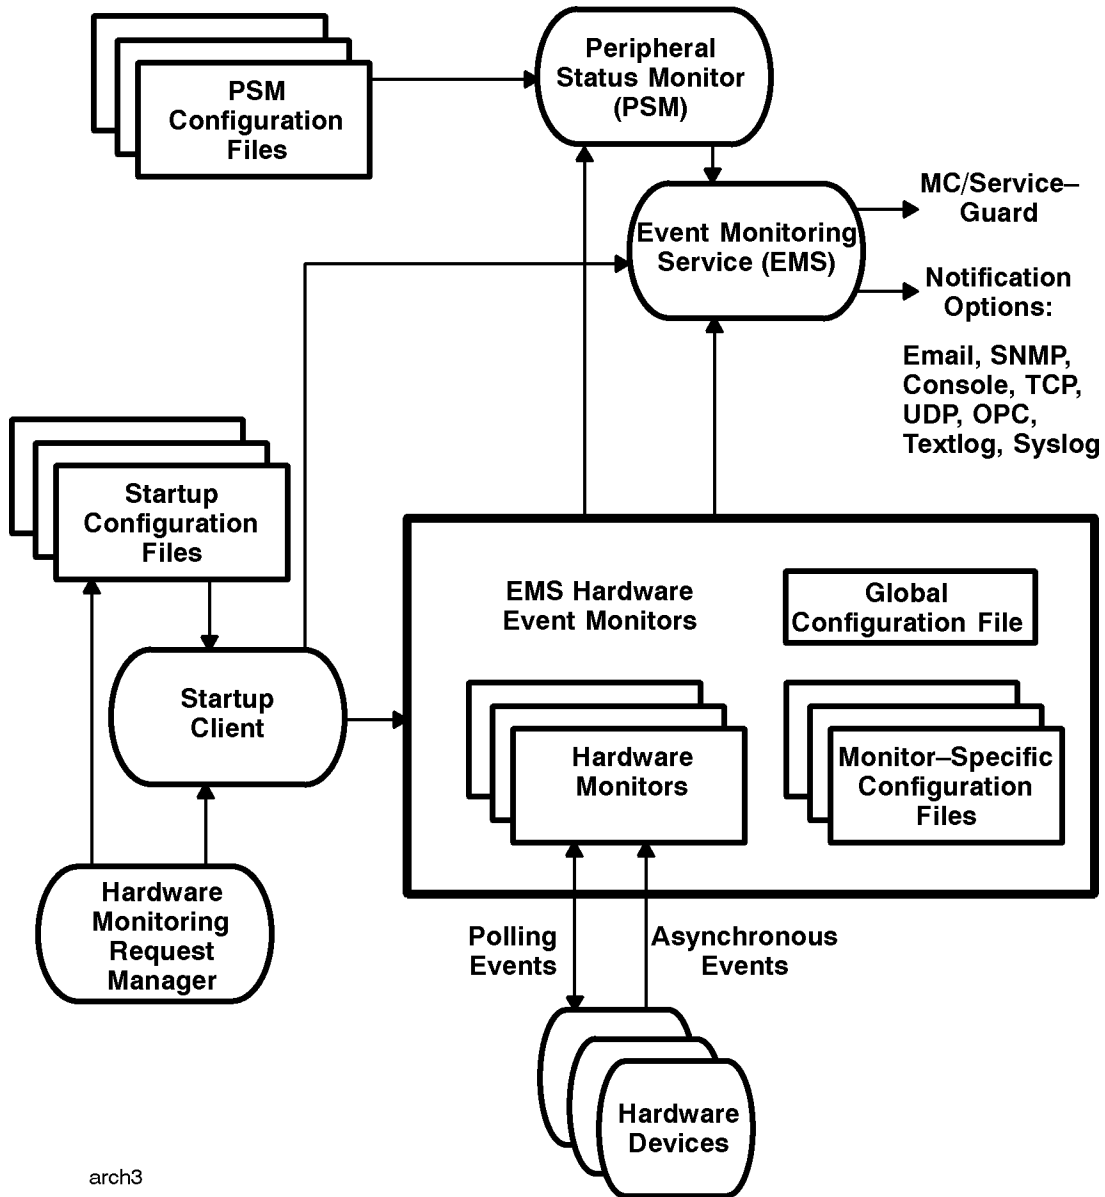 Peripheral
Status Monitor
(PSM)
PSM
Configuration
Files
MC/Service–
Guard
Event Monitoring
Service (EMS)
Notification
Options:
Email, SNMP,
Console, TCP,
UDP, OPC,
Textlog, Syslog
Startup
Configuration
Files
EMS Hardware
Event Monitors
Global
Configuration File
Startup
Client
Hardware
Monitors
Monitor–Specific
Configuration
Files
Hardware
Monitoring
Request
Manager
Polling
Events
Asynchronous
Events
Hardware
Devices
arch3